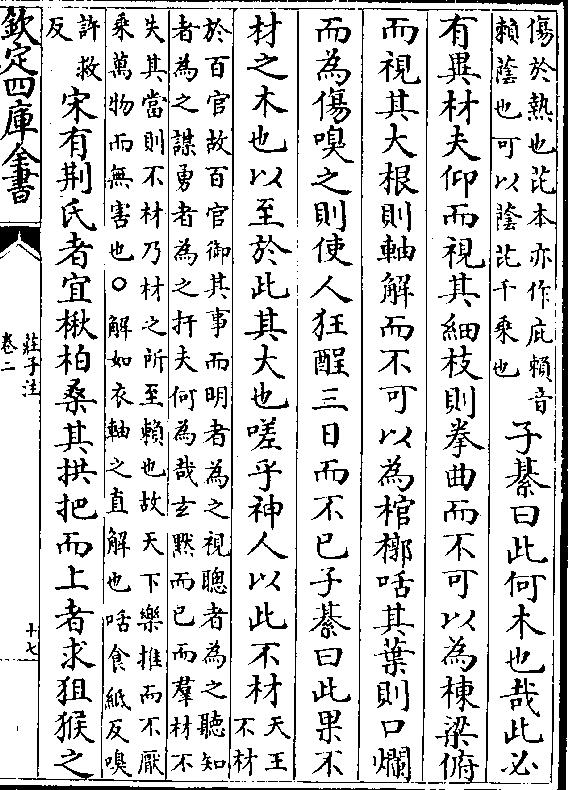 傷於熱也芘本亦作庇賴音
賴蔭也可以蔭芘千乘也
子綦曰此何木也哉此必
有異材夫仰而視其細枝則拳曲而不可以為棟梁俯
而視其大根則軸解而不可以為棺槨咶其葉則口爛
而為傷嗅之則使人狂酲三日而不已子綦曰此果不
材之木也以至於此其大也嗟乎神人以此不材
天王
不材
於百官故百官御其事而明者為之視聰者為之聽知
者為之謀勇者為之扞夫何為哉玄黙而已而羣材不
失其當則不材乃材之所至賴也故天下樂推而不厭
乘萬物而無害也○解如衣軸之直解也咶食紙反嗅
許救
反
宋有荆氏者宜楸柏桑其拱把而上者求狙猴之
欽定四庫全書
莊子注
卷二
十七